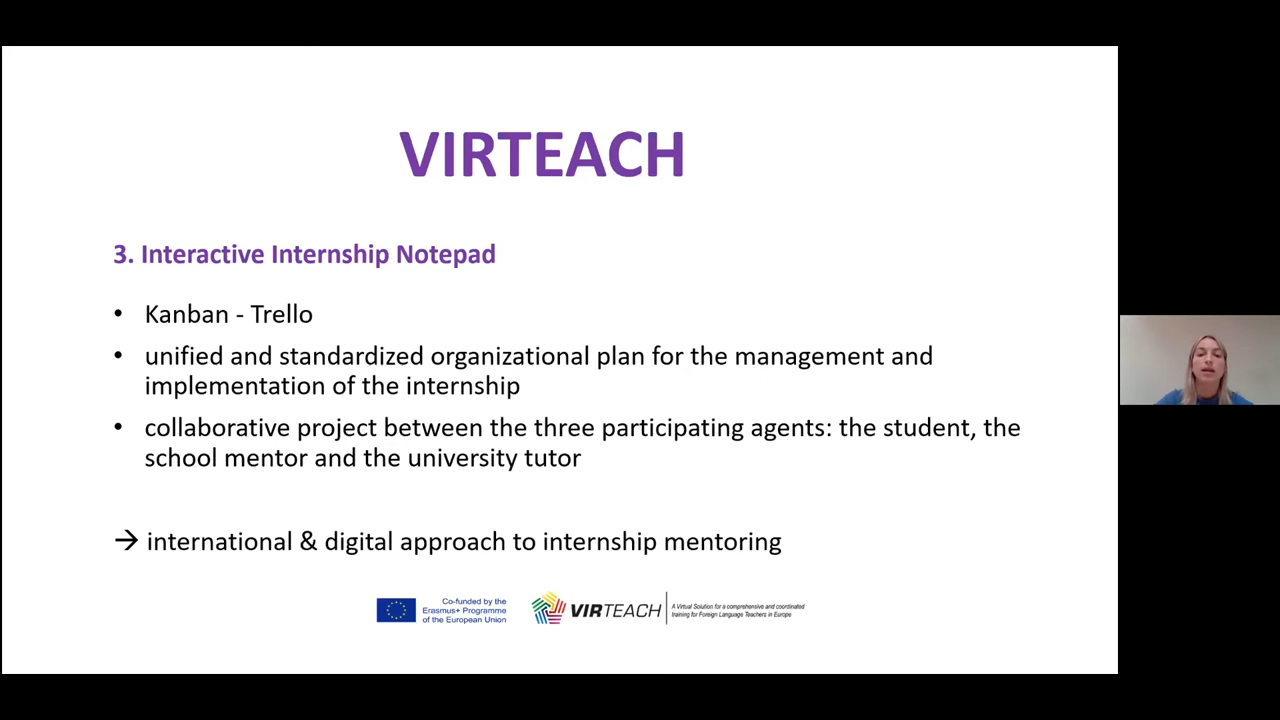 VIRTEACH
3. Interactive Internship Notepad
• Kanban - Trello
• unified and standardized organizational plan for the management and
implementation of the internship
• collaborative project between the three participating agents: the student, the
school mentor and the university tutor
→ international & digital approach to internship mentoring
Co-funded by the
Erasmus+ Programme
of the European Union
VIRTEACH
A Virtual Solution for a comprehensive and coordinated
training for Foreign Language Teachers in Europe